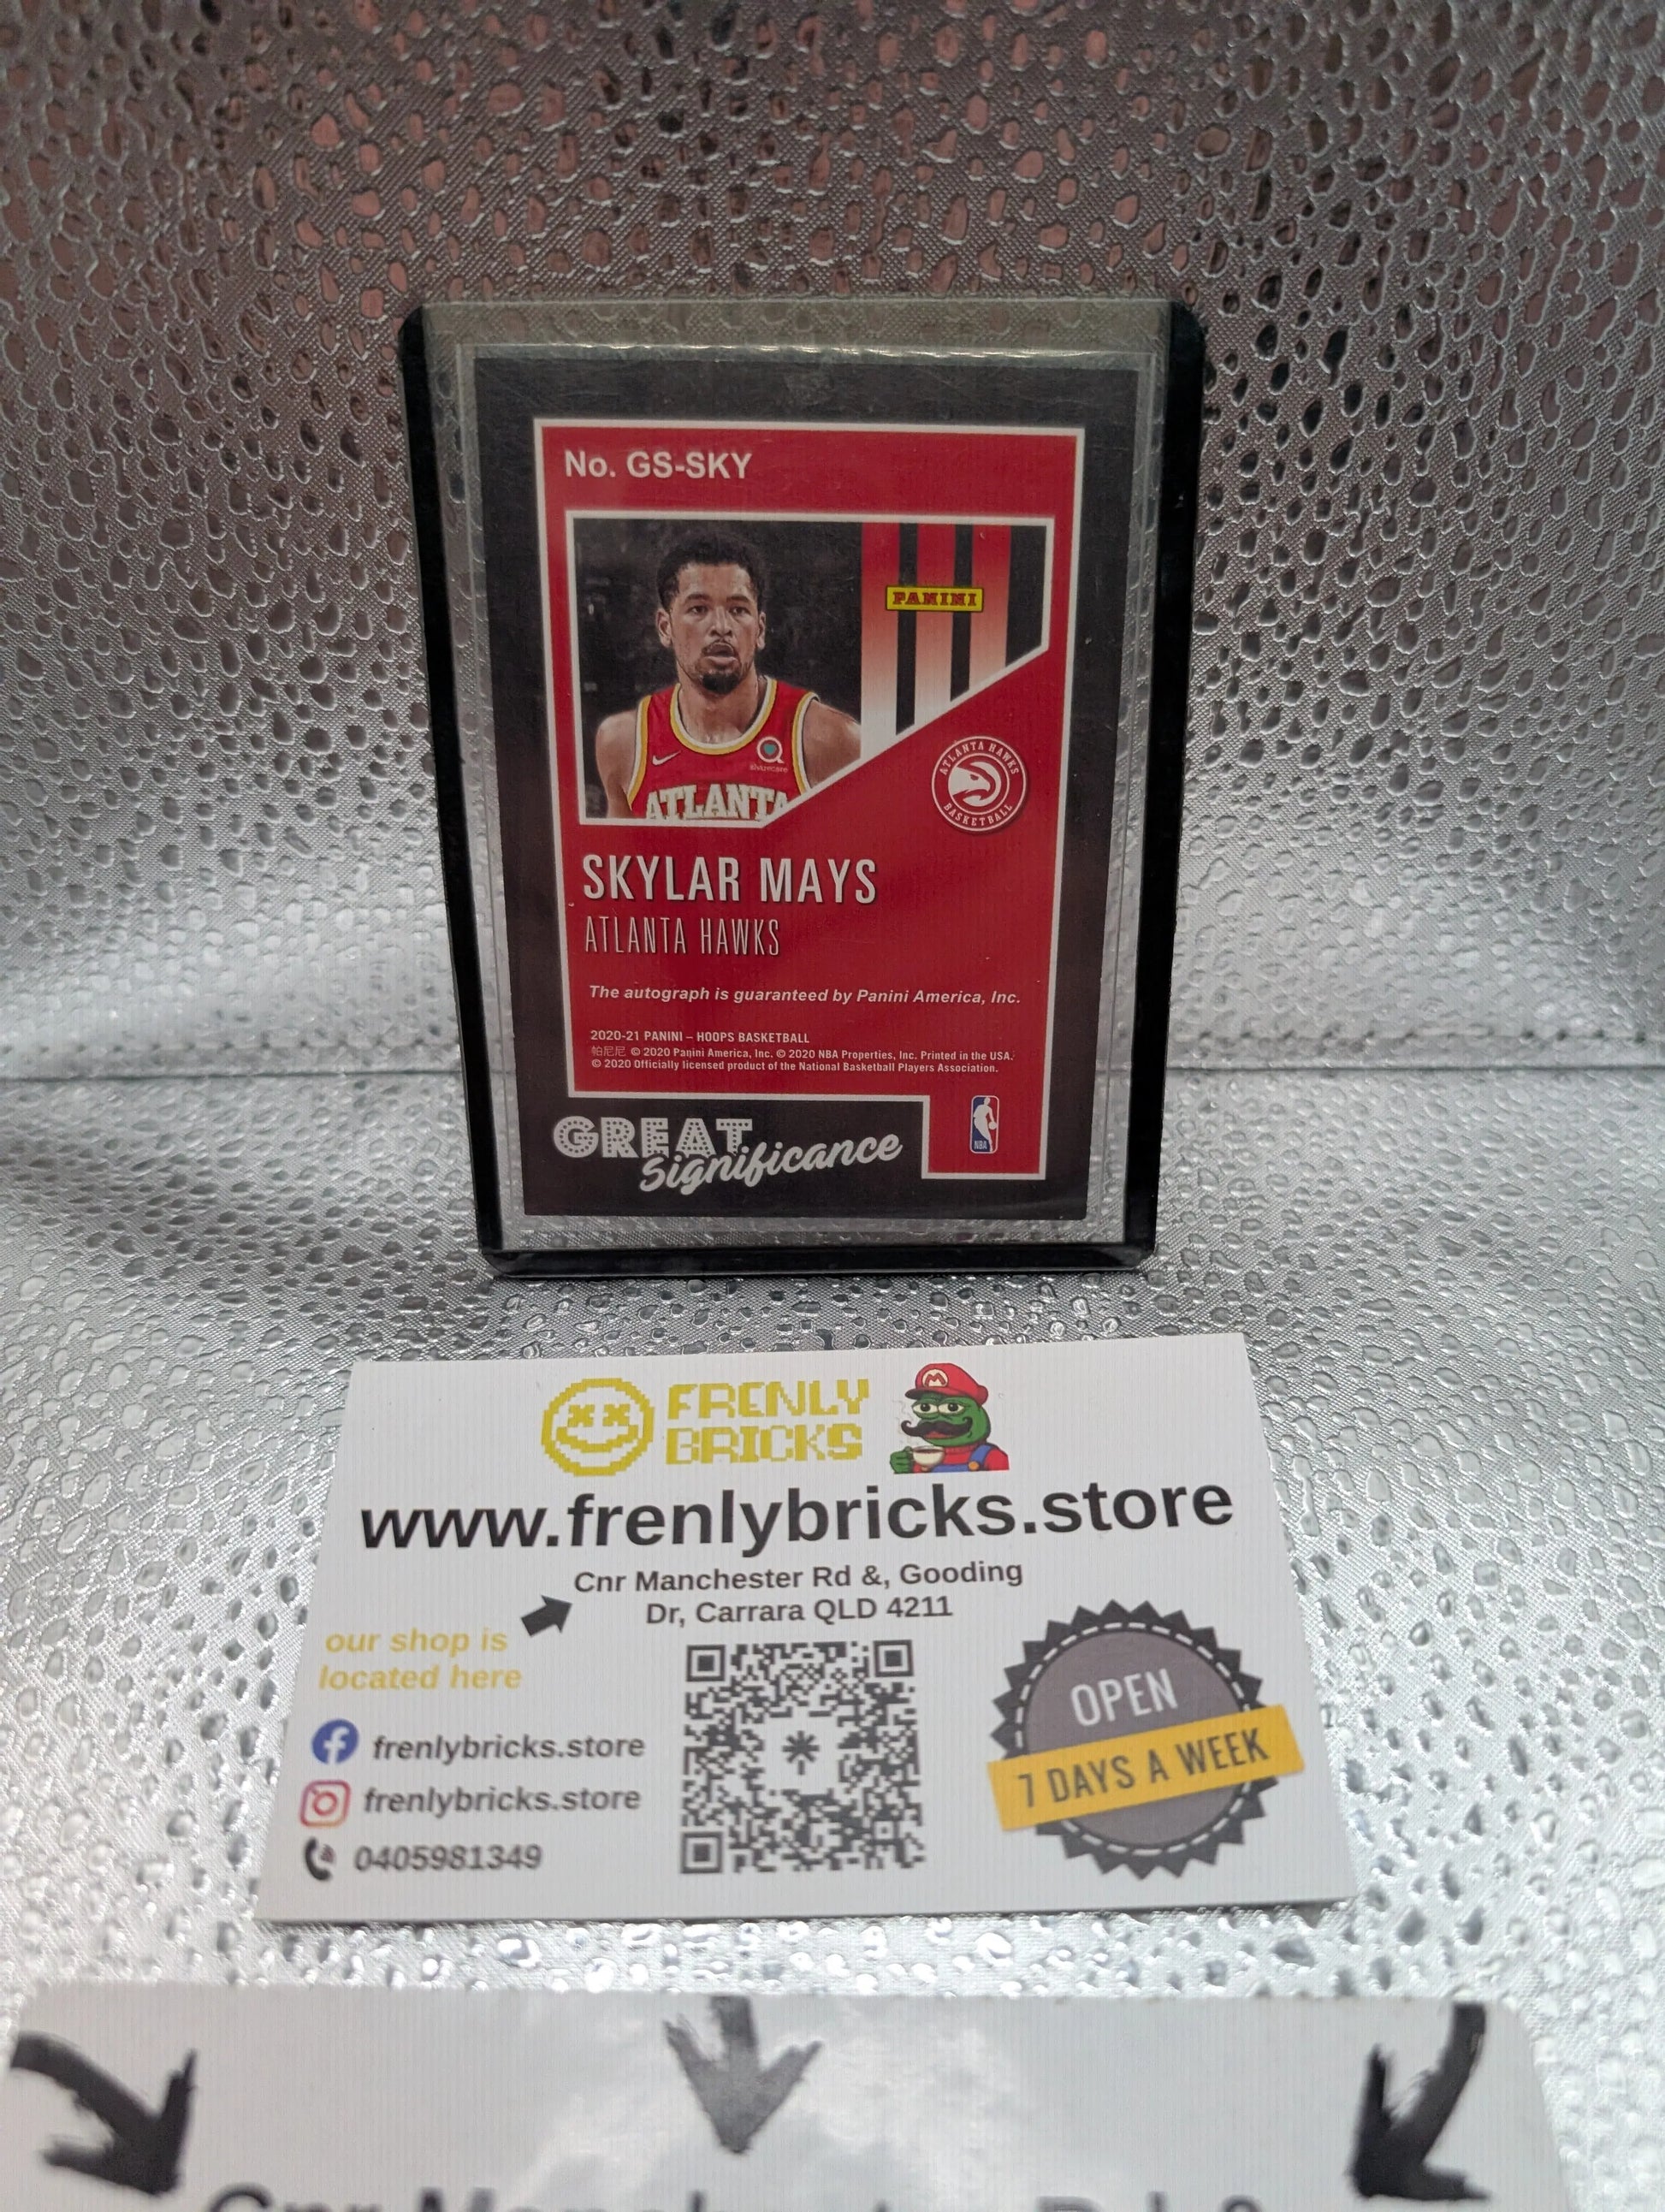 No. GS-SKY
PANINI
ATLANTA
ATLANTA HAWKS
BASKETBALL
SKYLAR MAYS
ATLANTA HAWKS
The autograph is guaranteed by Panini America, Inc.
2020-21 PANINI – HOOPS BASKETBALL
帕尼尼 © 2020 Panini America, Inc. © 2020 NBA Properties, Inc. Printed in the USA.
© 2020 Officially licensed product of the National Basketball Players Association.
GREAT
Significance
NBA
FRENLY
BRICKS
M
www.frenlybricks.store
Cnr Manchester Rd &, Gooding
Dr, Carrara QLD 4211
our shop is
located here
frenlybricks.store
frenlybricks.store
0405981349
OPEN
7 DAYS A WEEK